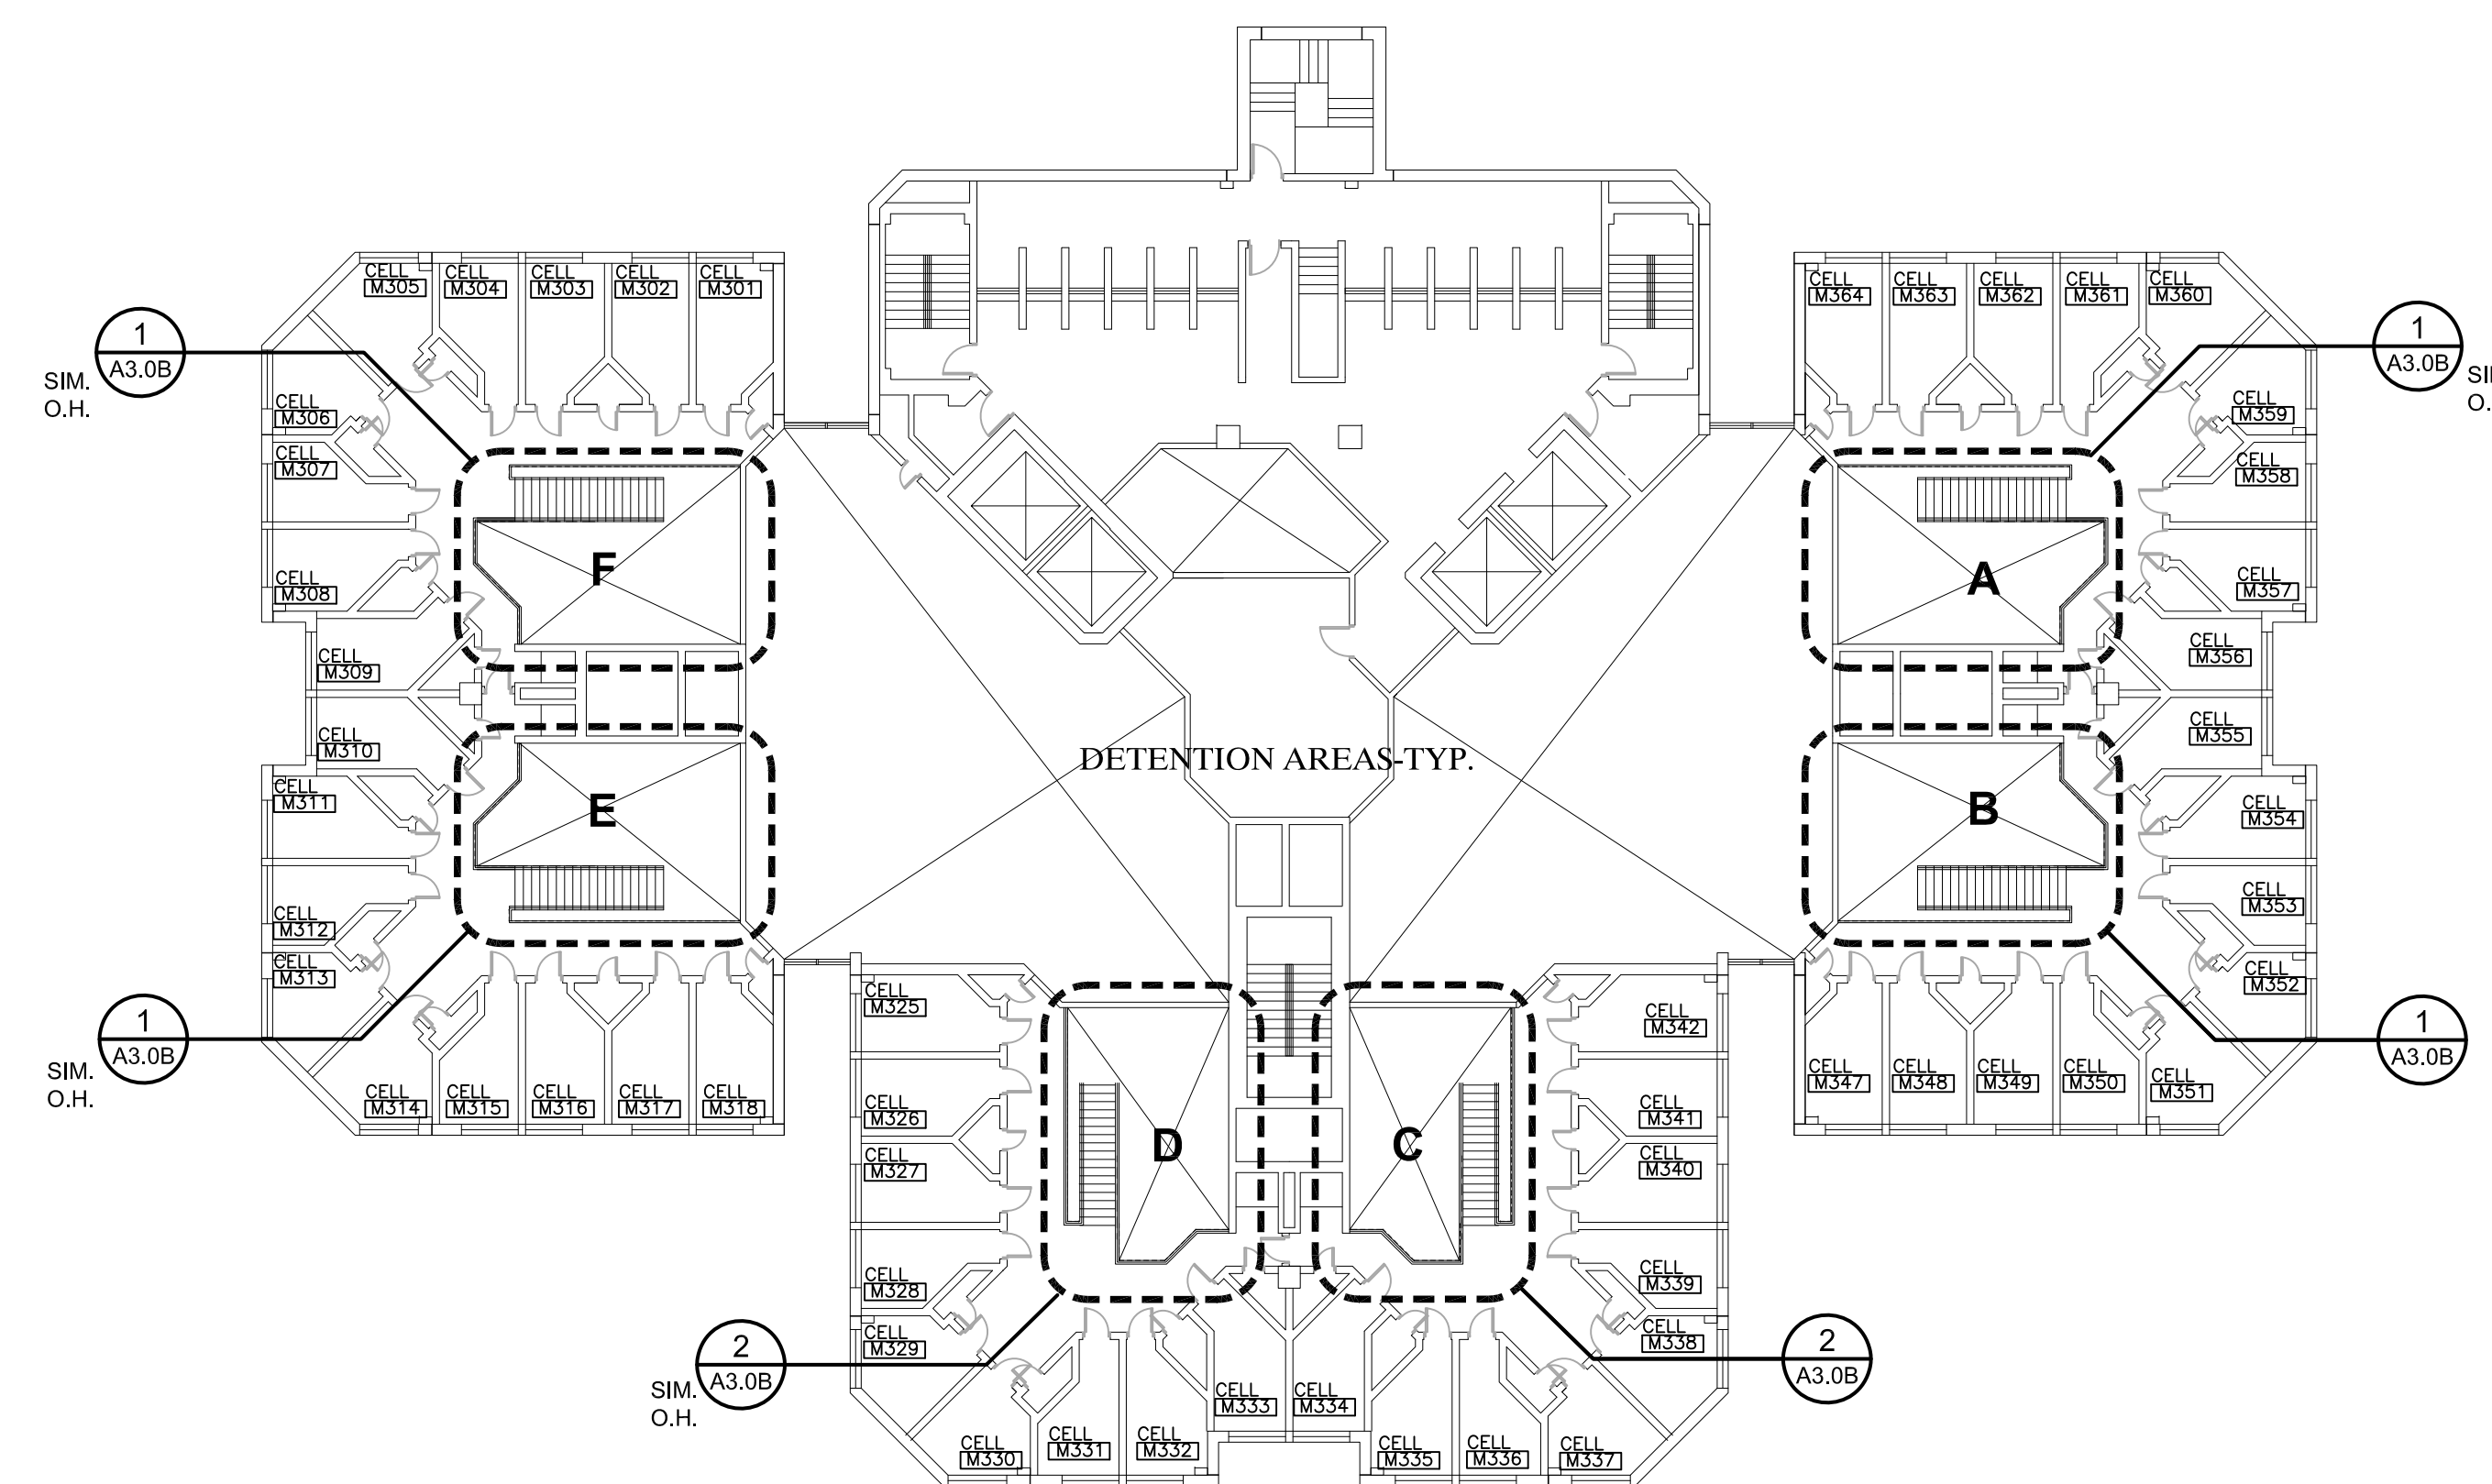 CELL
M305
CELL
M304
CELL
M303
CELL
M302
CELL
M301
CELL
M364
CELL
M363
CELL
M362
CELL
M361
CELL
M360
1
A3.0B
SIM.
O.H.
1
A3.0B
CELL
M306
CELL
M359
CELL
M307
CELL
M358
CELL
M308
F
A
CELL
M357
CELL
M309
CELL
M356
CELL
M310
CELL
M355
DETENTION AREAS-TYP.
CELL
M311
E
B
CELL
M354
CELL
M312
CELL
M353
CELL
M313
CELL
M352
CELL
M325
CELL
M342
1
A3.0B
SIM.
O.H.
1
A3.0B
CELL
M314
CELL
M315
CELL
M316
CELL
M317
CELL
M318
CELL
M347
CELL
M348
CELL
M349
CELL
M350
CELL
M351
CELL
M326
CELL
M341
D
C
CELL
M327
CELL
M340
CELL
M328
CELL
M339
CELL
M329
CELL
M338
2
A3.0B
SIM.
O.H.
2
A3.0B
CELL
M333
CELL
M334
CELL
M330
CELL
M331
CELL
M332
CELL
M335
CELL
M336
CELL
M337